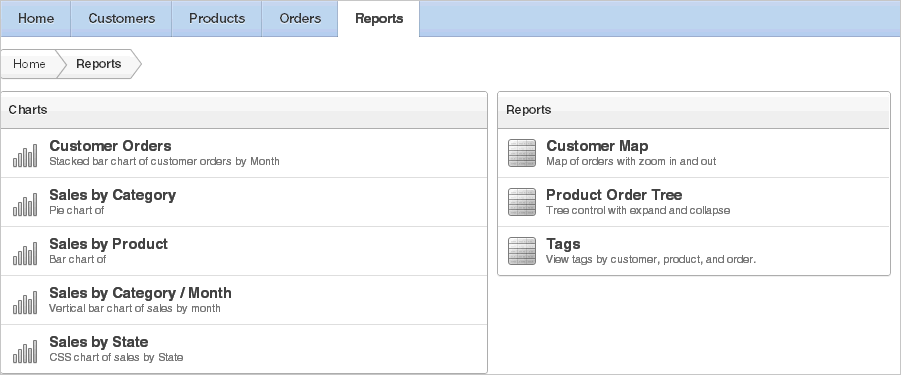 Home Customers Products Orders Reports
Home Reports
Charts
Customer Orders
Stacked bar chart of customer orders by Month
Sales by Category
Pie chart of
Sales by Product
Bar chart of
Sales by Category / Month
Vertical bar chart of sales by month
Sales by State
CSS chart of sales by State
Reports
Customer Map
Map of orders with zoom in and out
Product Order Tree
Tree control with expand and collapse
Tags
View tags by customer, product, and order.